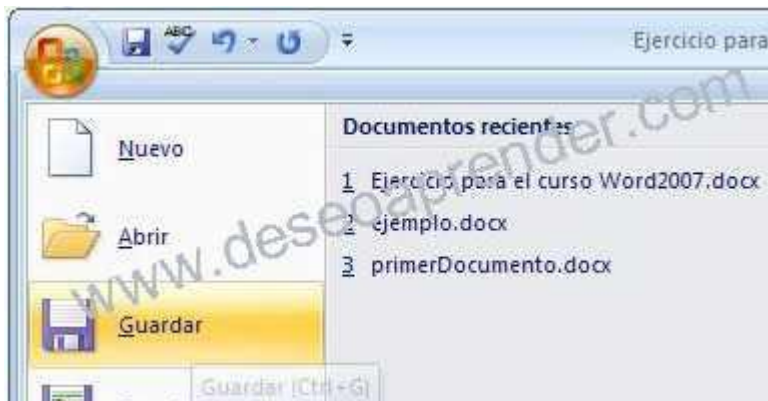 ABC
Ejercicio para
Nuevo
Abrir
Guardar
Guardar (Ctrl+G)
Documentos recientes
1 Ejercicio para el curso Word2007.docx
2 ejemplo.docx
3 primerDocumento.docx
www.deseoaprender.com